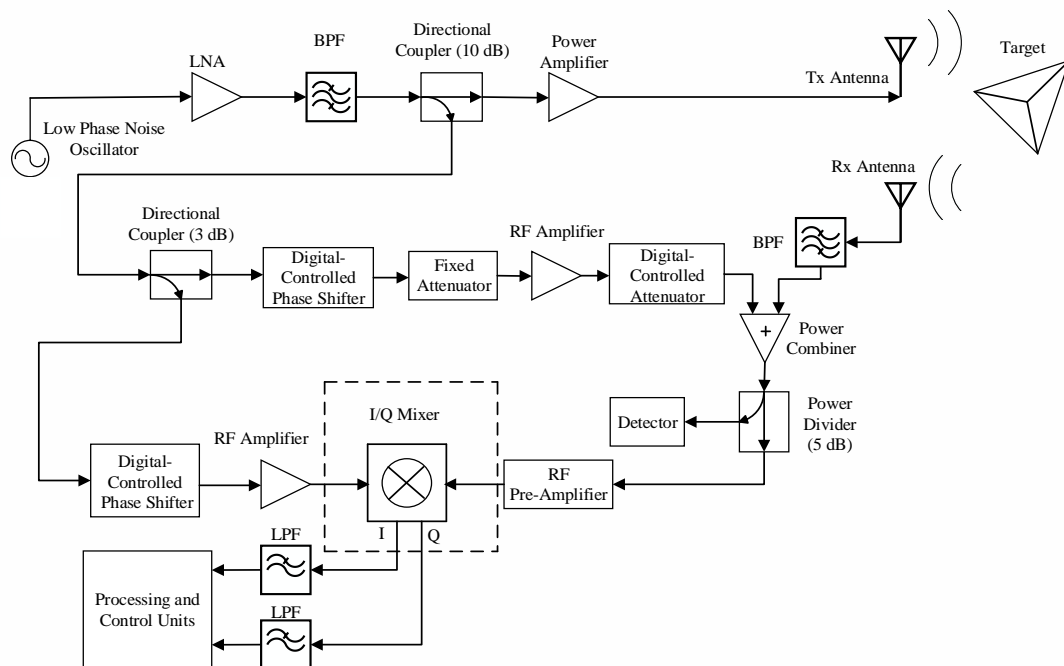 LNA
BPF
Directional
Coupler (10 dB)
Power
Amplifier
Tx Antenna
Target
Low Phase Noise
Oscillator
Rx Antenna
BPF
Directional
Coupler (3 dB)
Digital-
Controlled
Phase Shifter
Fixed
Attenuator
RF Amplifier
Digital-
Controlled
Attenuator
+
Power
Combiner
Power
Divider
(5 dB)
Detector
I/Q Mixer
RF Amplifier
Digital-
Controlled
Phase Shifter
RF
Pre-Amplifier
I
Q
LPF
LPF
Processing and
Control Units